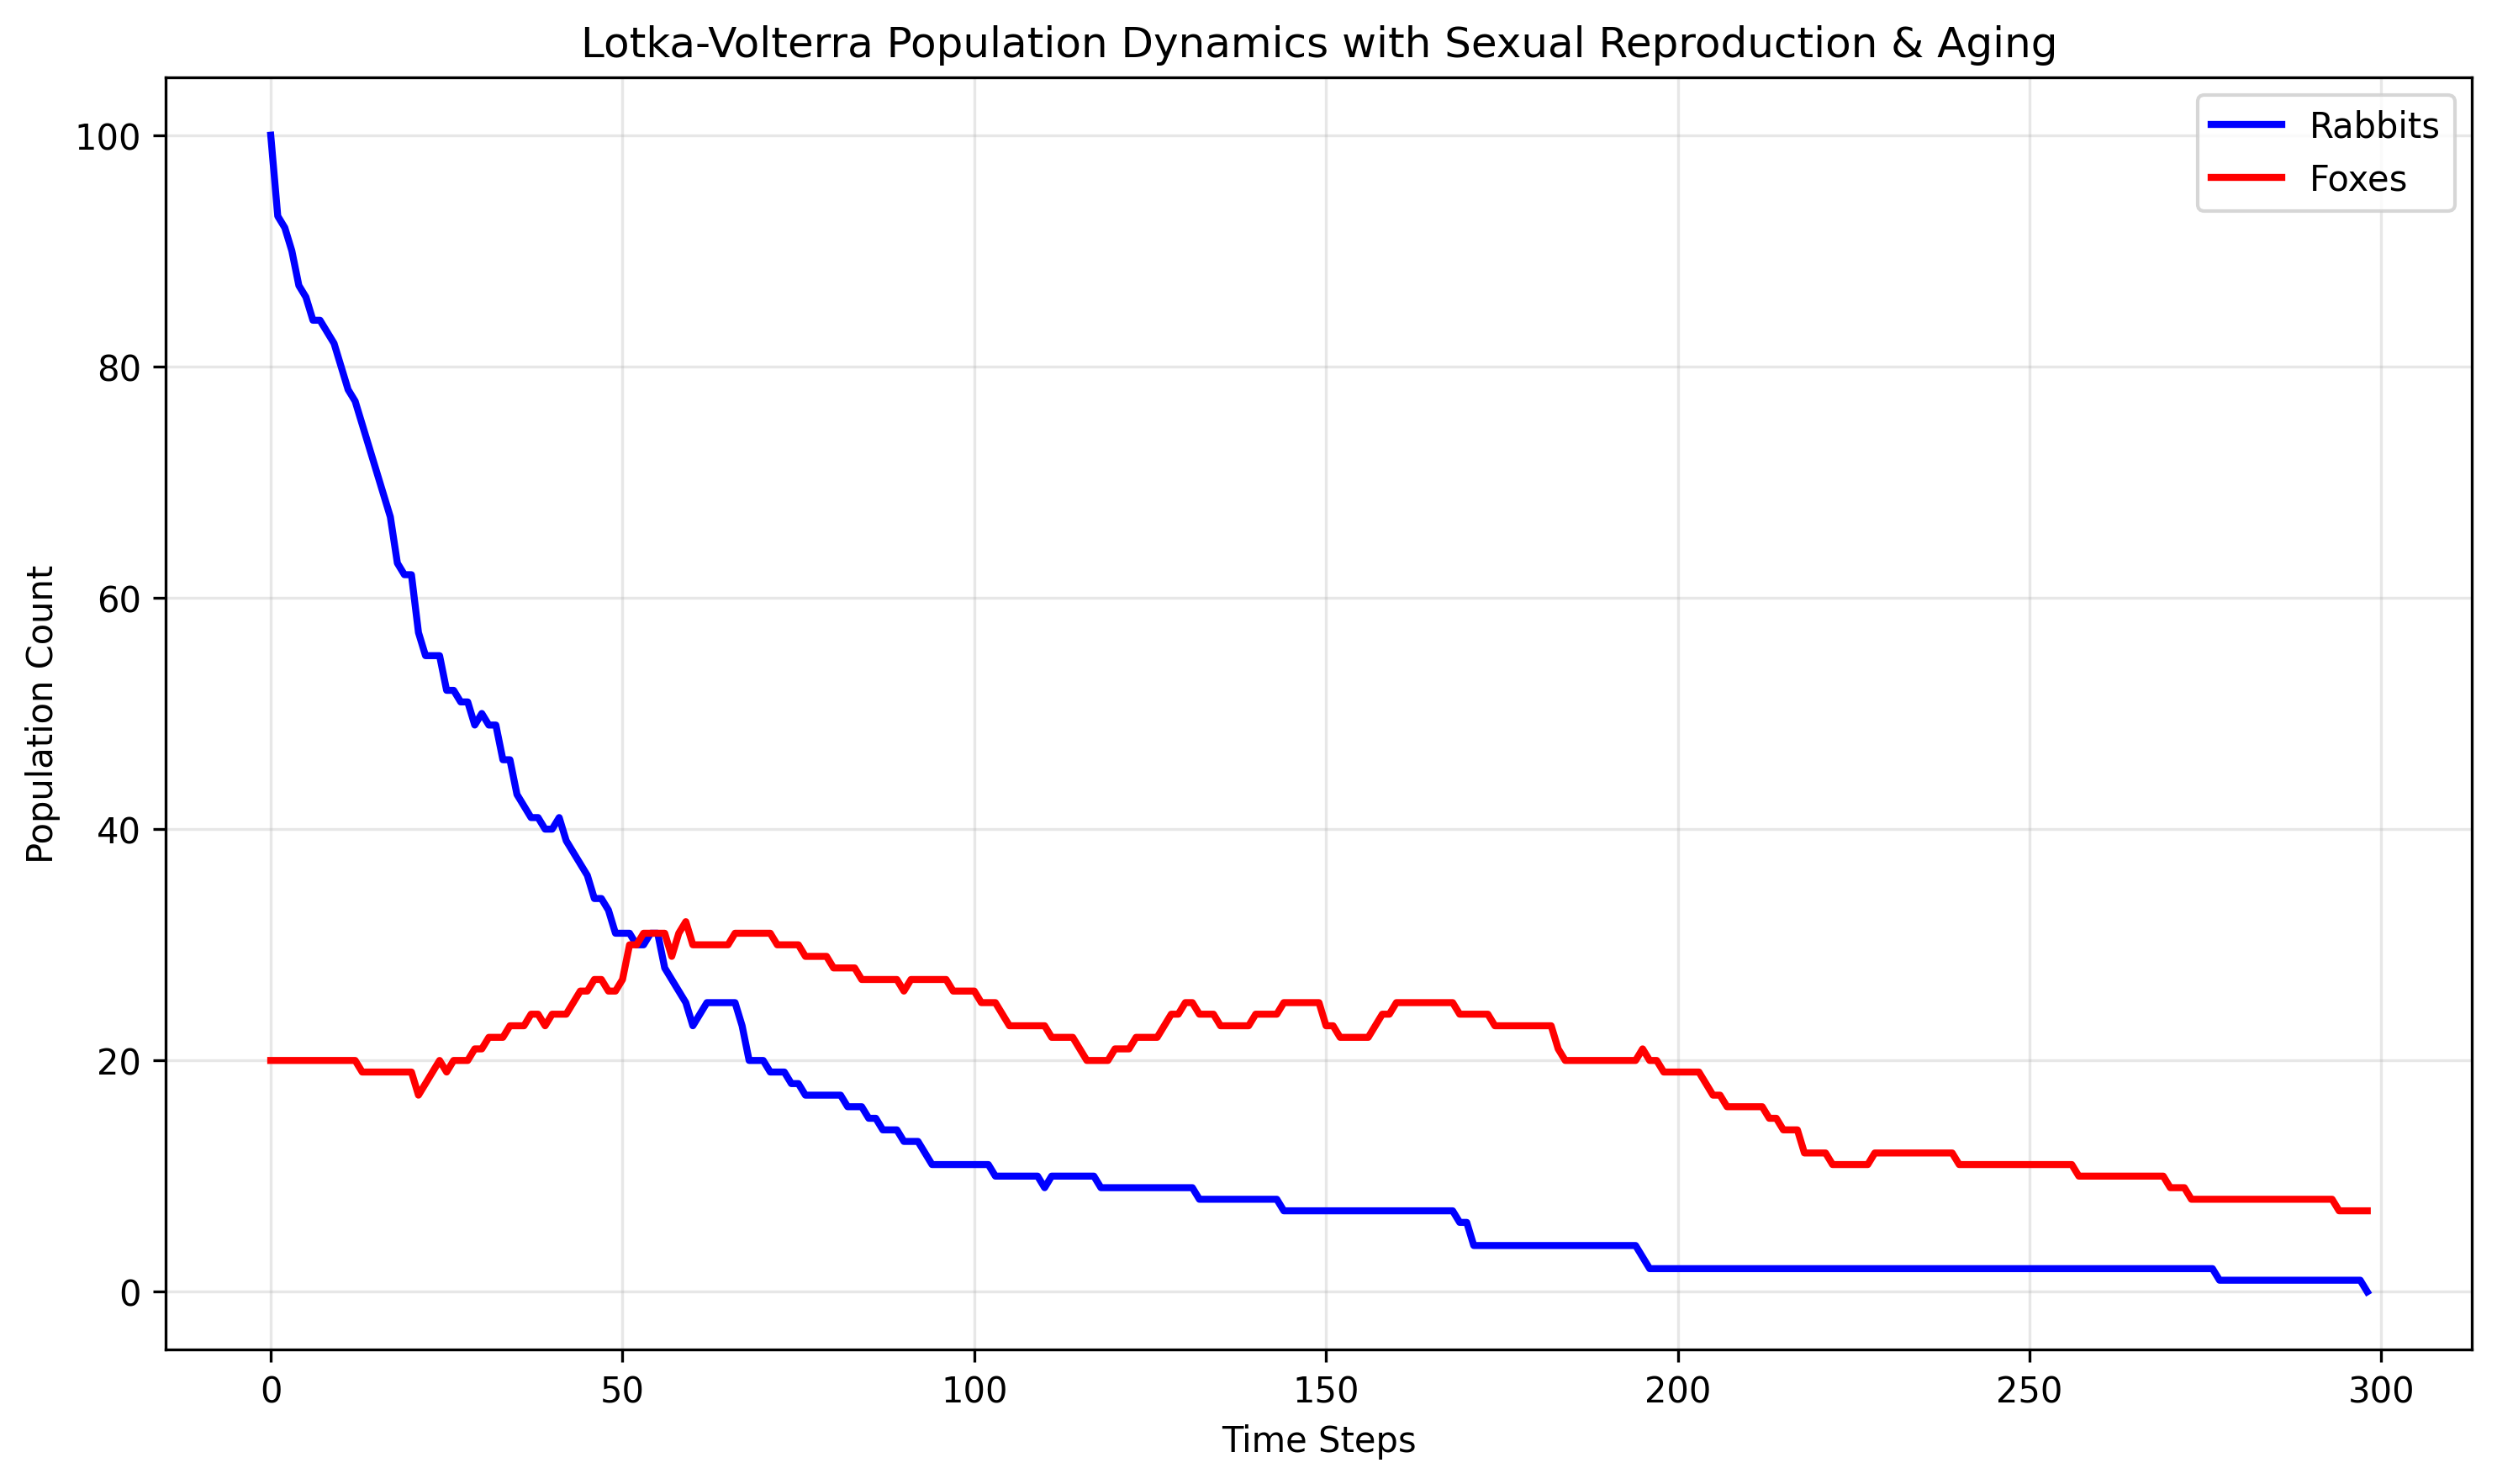 Lotka-Volterra Population Dynamics with Sexual Reproduction & Aging
Rabbits
Foxes
Population Count
100
80
60
40
20
0
0 50 100 150 200 250 300
Time Steps